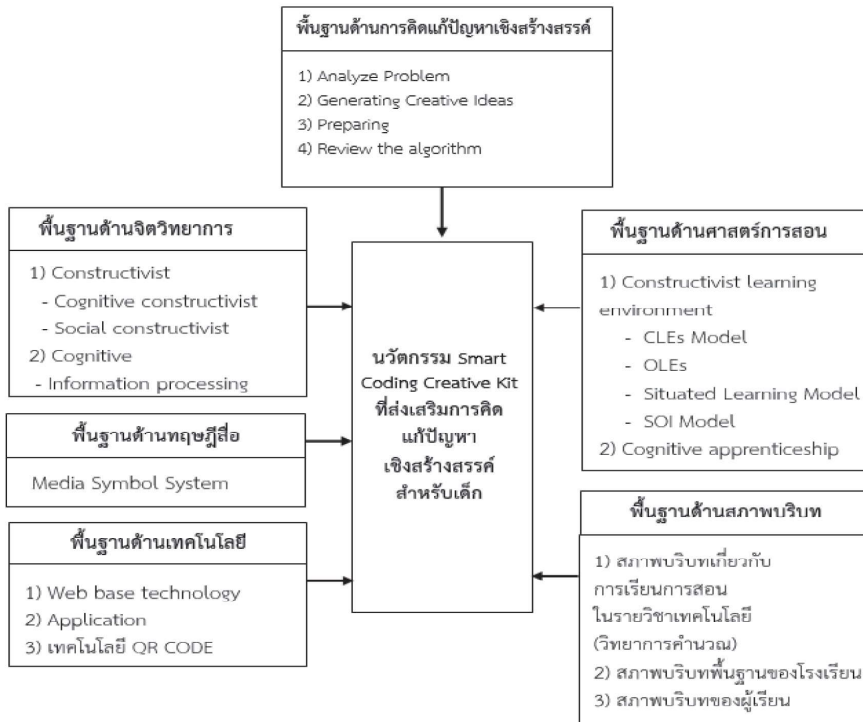 พื้นฐานด้านการคิดแก้ปัญหาเชิงสร้างสรรค์
1) Analyze Problem
2) Generating Creative Ideas
3) Preparing
4) Review the algorithm
พื้นฐานด้านจิตวิทยาการ
1) Constructivist
- Cognitive constructivist
- Social constructivist
2) Cognitive
- Information processing
พื้นฐานด้านทฤษฎีสื่อ
Media Symbol System
พื้นฐานด้านเทคโนโลยี
1) Web base technology
2) Application
3) เทคโนโลยี QR CODE
นวัตกรรม Smart
Coding Creative Kit
ที่ส่งเสริมการคิด
แก้ปัญหา
เชิงสร้างสรรค์
สำหรับเด็ก
พื้นฐานด้านศาสตร์การสอน
1) Constructivist learning
environment
- CLEs Model
- OLEs
- Situated Learning Model
- SOI Model
2) Cognitive apprenticeship
พื้นฐานด้านสภาพบริบท
1) สภาพบริบทเกี่ยวกับ
การเรียนการสอน
ในรายวิชาเทคโนโลยี
(วิทยาการคำนวณ)
2) สภาพบริบทพื้นฐานของโรงเรียน
3) สภาพบริบทของผู้เรียน